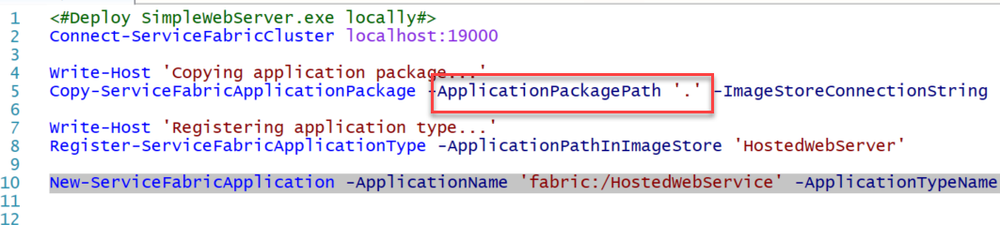 1 <#Deploy SimpleWebServer.exe locally#>
2 Connect-ServiceFabricCluster localhost:19000
3
4 Write-Host 'Copying application package...'
5 Copy-ServiceFabricApplicationPackage -ApplicationPackagePath '.' -ImageStoreConnectionString
6
7 Write-Host 'Registering application type...'
8 Register-ServiceFabricApplicationType -ApplicationPathInImageStore 'HostedWebServer'
9
10 New-ServiceFabricApplication -ApplicationName 'fabric:/HostedWebService' -ApplicationTypeName
11
12